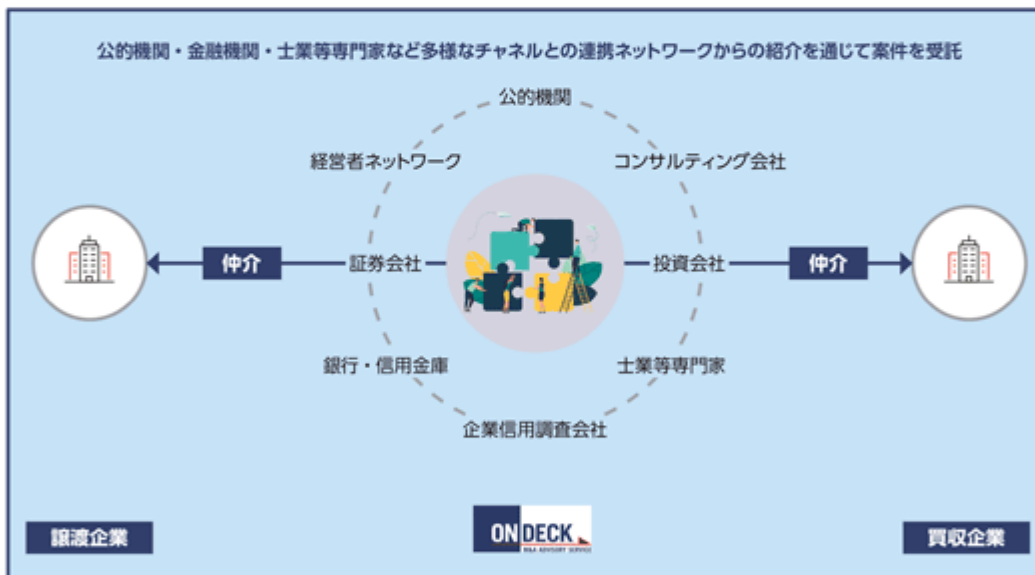 公的機関・金融機関・士業等専門家など多様なチャネルとの連携ネットワークからの紹介を通じて案件を受託
公的機関
経営者ネットワーク
コンサルティング会社
仲介
証券会社
投資会社
仲介
銀行・信用金庫
士業等専門家
企業信用調査会社
譲渡企業
ONDECK
M&A ADVISORY SERVICE
買収企業